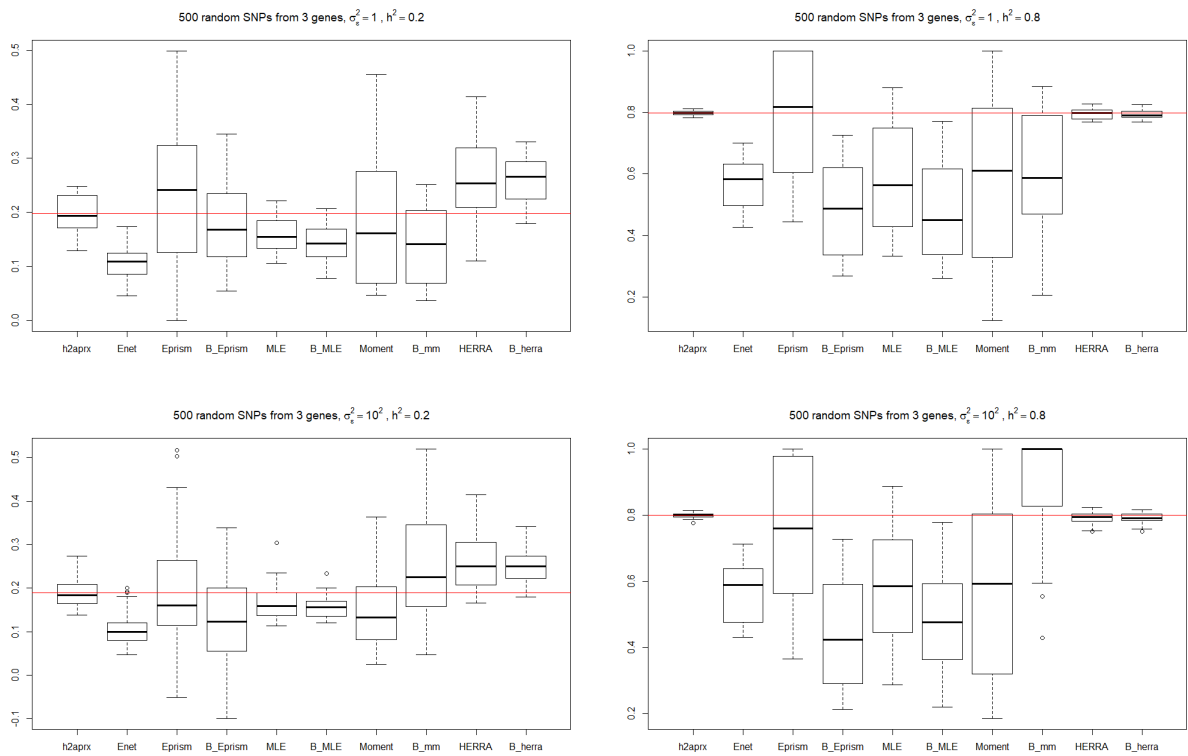 500 random SNPs from 3 genes, σ²ε = 1 , h² = 0.2
0.5
0.4
0.3
0.2
0.1
0.0
h2aprx Enet Eprism B_Eprism MLE B_MLE Moment B_mm HERRA B_herra
500 random SNPs from 3 genes, σ²ε = 1 , h² = 0.8
1.0
0.8
0.6
0.4
0.2
h2aprx Enet Eprism B_Eprism MLE B_MLE Moment B_mm HERRA B_herra
500 random SNPs from 3 genes, σ²ε = 10² , h² = 0.2
0.5
0.4
0.3
0.2
0.1
0.0
-0.1
h2aprx Enet Eprism B_Eprism MLE B_MLE Moment B_mm HERRA B_herra
500 random SNPs from 3 genes, σ²ε = 10² , h² = 0.8
1.0
0.8
0.6
0.4
0.2
h2aprx Enet Eprism B_Eprism MLE B_MLE Moment B_mm HERRA B_herra